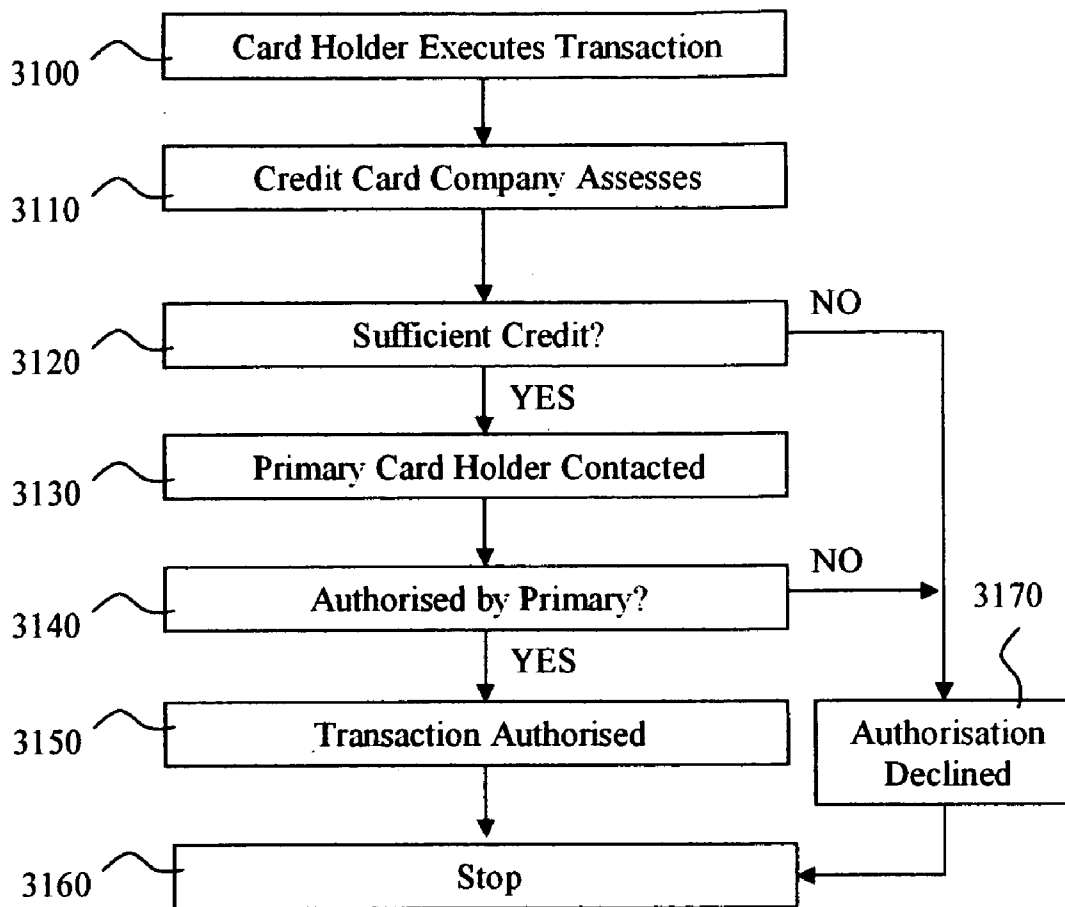 Card Holder Executes Transaction
3100
Credit Card Company Assesses
3110
NO
Sufficient Credit?
3120
YES
Primary Card Holder Contacted
3130
NO
Authorised by Primary?
3140
3170
YES
Transaction Authorised
3150
Authorisation
Declined
Stop
3160